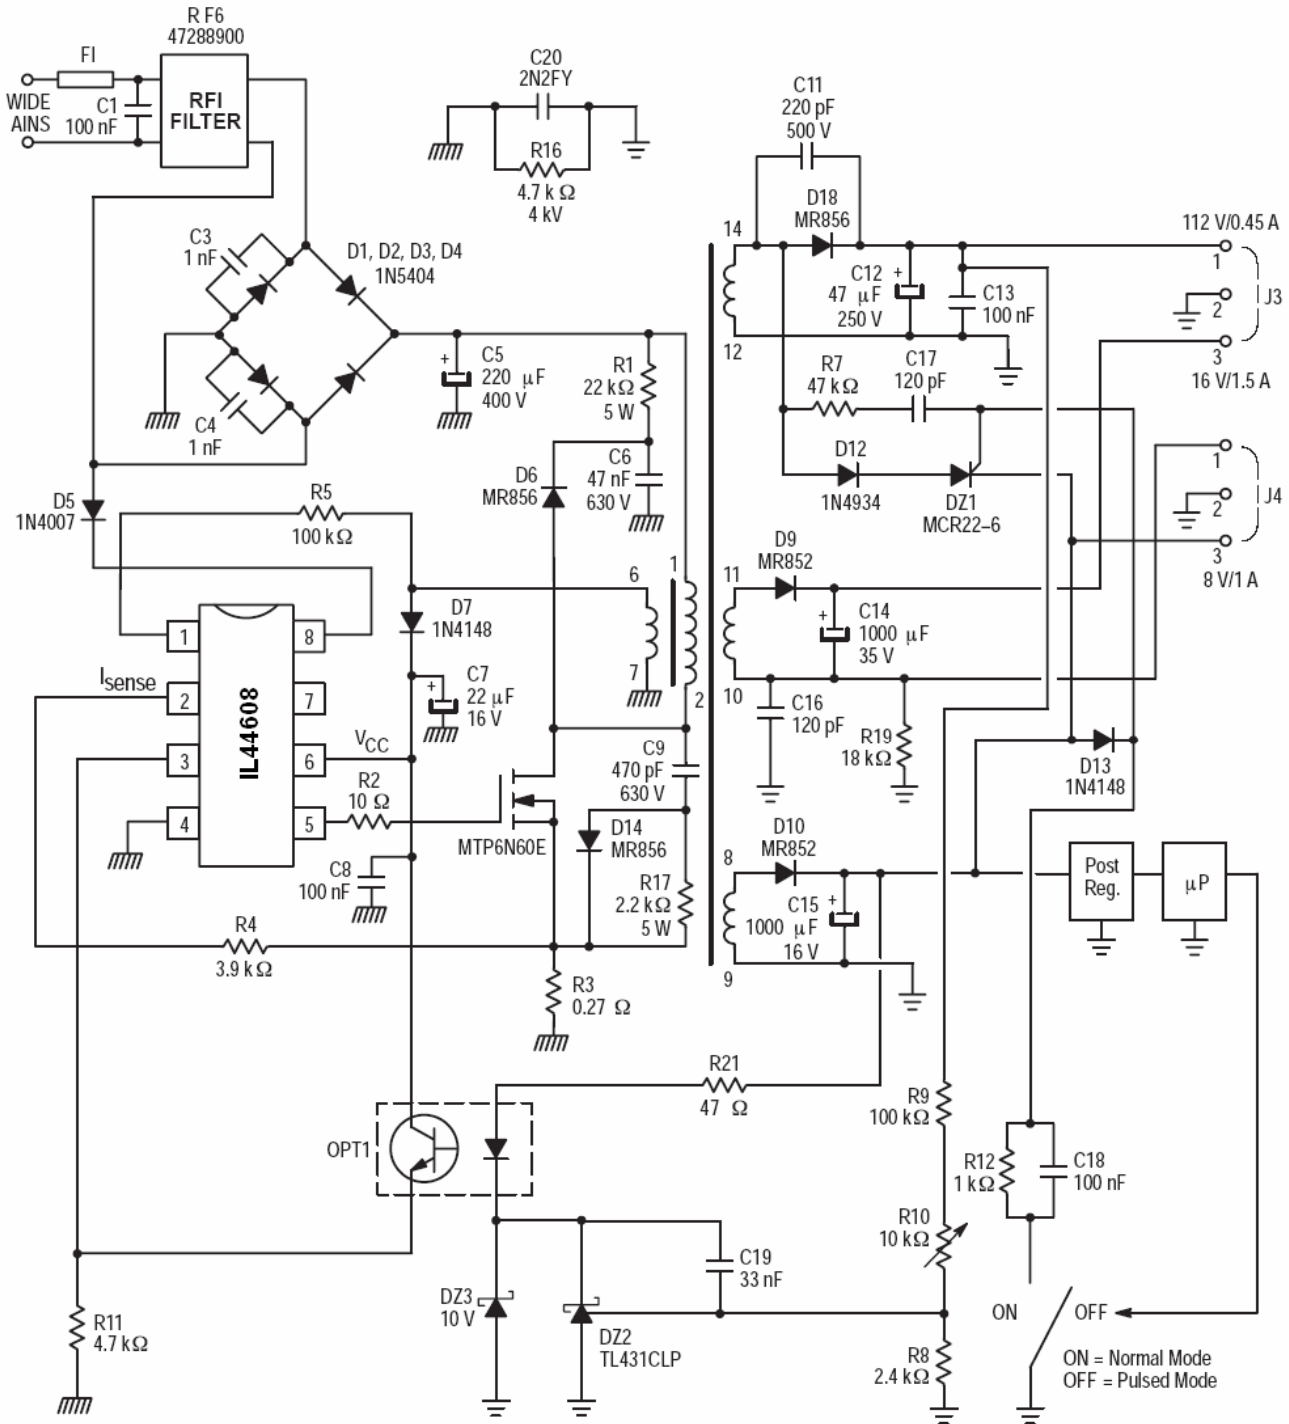 R F6
47288900
FI
WIDE
AINS
C1
100 nF
RFI
FILTER
C20
2N2FY
R16
4.7 k Ω
4 kV
C11
220 pF
500 V
D18
MR856
14
112 V/0.45 A
1
2
J3
3
16 V/1.5 A
C3
1 nF
D1, D2, D3, D4
1N5404
C12
47 µF
250 V
+
C13
100 nF
12
C5
220 µF
400 V
+
R1
22 kΩ
5 W
R7
47 kΩ
C17
120 pF
C4
1 nF
D6
MR856
C6
47 nF
630 V
D12
1N4934
DZ1
MCR22–6
1
2
J4
3
8 V/1 A
D5
1N4007
R5
100 kΩ
D9
MR852
6
1
11
D7
1N4148
C14
1000 µF
35 V
+
1
8
7
2
10
Isense
2
7
C7
22 µF
16 V
+
C16
120 pF
R19
18 kΩ
IL44608
VCC
3
6
R2
10 Ω
C9
470 pF
630 V
D13
1N4148
4
5
MTP6N60E
D14
MR856
D10
MR852
8
C8
100 nF
R17
2.2 kΩ
5 W
C15
1000 µF
16 V
+
Post
Reg.
µP
R4
3.9 k Ω
9
R3
0.27 Ω
R21
47 Ω
R9
100 kΩ
OPT1
R12
1 kΩ
C18
100 nF
R10
10 kΩ
C19
33 nF
DZ3
10 V
DZ2
TL431CLP
ON
OFF
R11
4.7 kΩ
R8
2.4 kΩ
ON = Normal Mode
OFF = Pulsed Mode